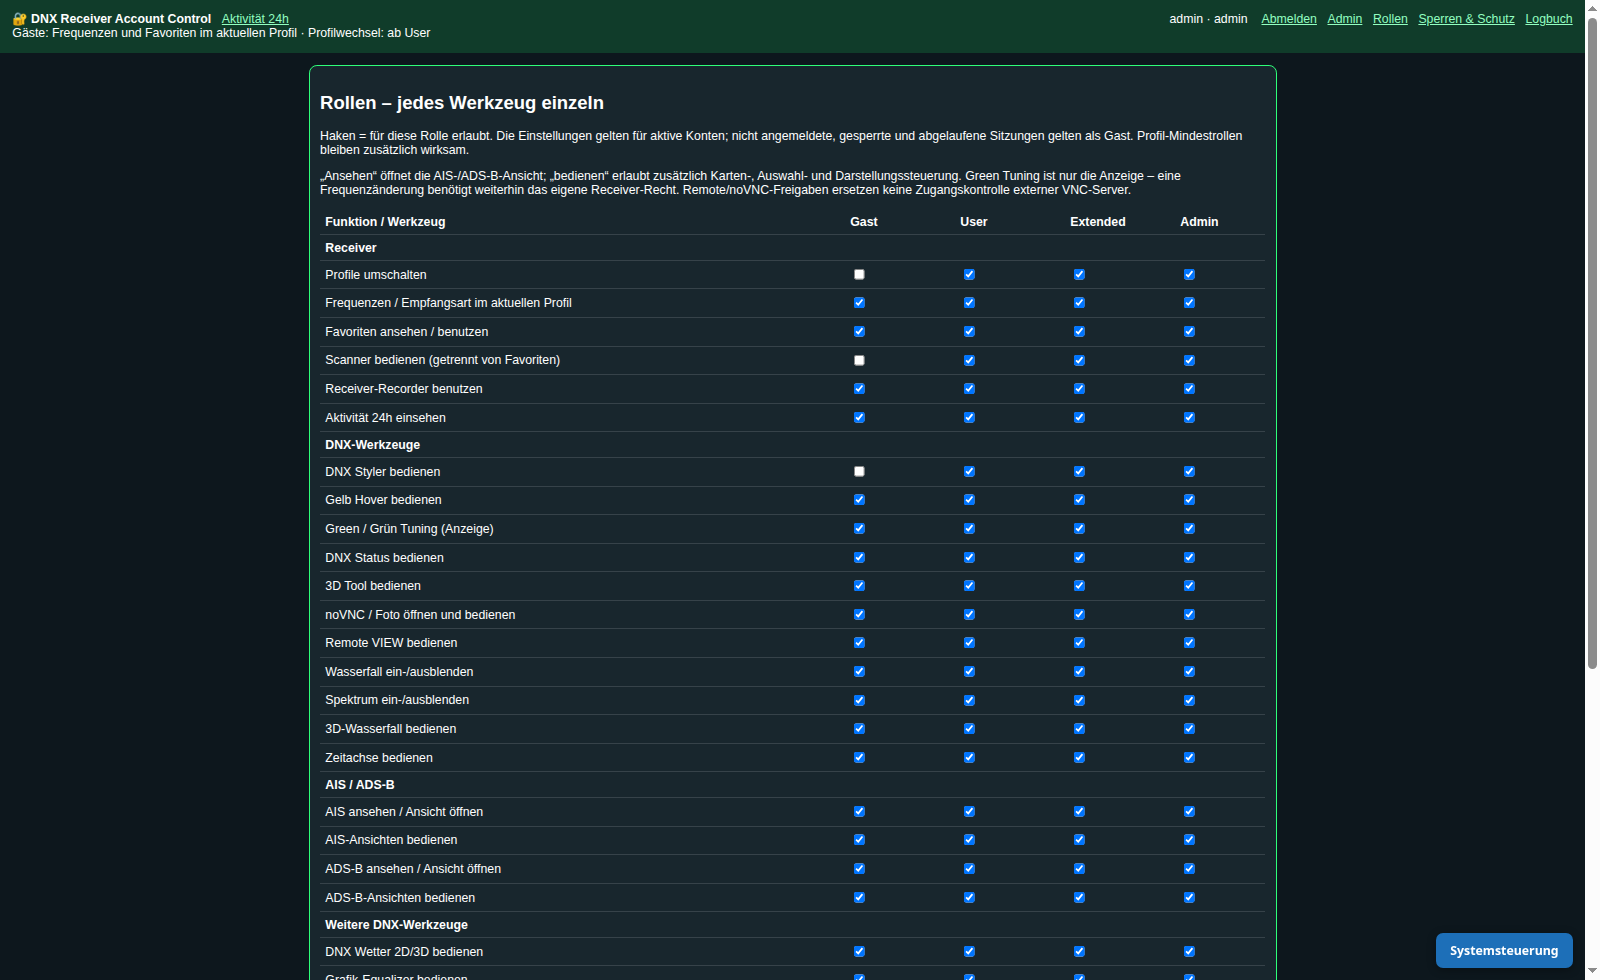 🔐 DNX Receiver Account Control Aktivität 24h
admin · admin Abmelden Admin Rollen Sperren & Schutz Logbuch
Gäste: Frequenzen und Favoriten im aktuellen Profil · Profilwechsel: ab User
Rollen – jedes Werkzeug einzeln
Haken = für diese Rolle erlaubt. Die Einstellungen gelten für aktive Konten; nicht angemeldete, gesperrte und abgelaufene Sitzungen gelten als Gast. Profil-Mindestrollen
bleiben zusätzlich wirksam.
„Ansehen“ öffnet die AIS-/ADS-B-Ansicht; „bedienen“ erlaubt zusätzlich Karten-, Auswahl- und Darstellungssteuerung. Green Tuning ist nur die Anzeige – eine
Frequenzänderung benötigt weiterhin das eigene Receiver-Recht. Remote/noVNC-Freigaben ersetzen keine Zugangskontrolle externer VNC-Server.
Funktion / Werkzeug Gast User Extended Admin
Receiver
Profile umschalten
Frequenzen / Empfangsart im aktuellen Profil
Favoriten ansehen / benutzen
Scanner bedienen (getrennt von Favoriten)
Receiver-Recorder benutzen
Aktivität 24h einsehen
DNX-Werkzeuge
DNX Styler bedienen
Gelb Hover bedienen
Green / Grün Tuning (Anzeige)
DNX Status bedienen
3D Tool bedienen
noVNC / Foto öffnen und bedienen
Remote VIEW bedienen
Wasserfall ein-/ausblenden
Spektrum ein-/ausblenden
3D-Wasserfall bedienen
Zeitachse bedienen
AIS / ADS-B
AIS ansehen / Ansicht öffnen
AIS-Ansichten bedienen
ADS-B ansehen / Ansicht öffnen
ADS-B-Ansichten bedienen
Weitere DNX-Werkzeuge
DNX Wetter 2D/3D bedienen
Grafik-Equalizer bedienen
Systemsteuerung